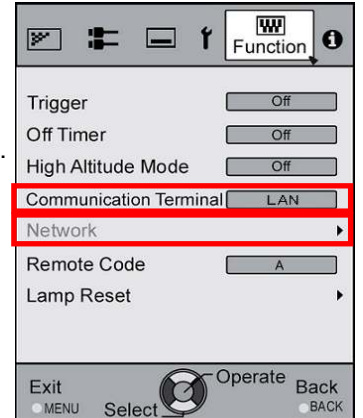 Function
Trigger Off
Off Timer Off
High Altitude Mode Off
Communication Terminal LAN
Network
Remote Code A
Lamp Reset
Exit Operate Back
MENU Select BACK